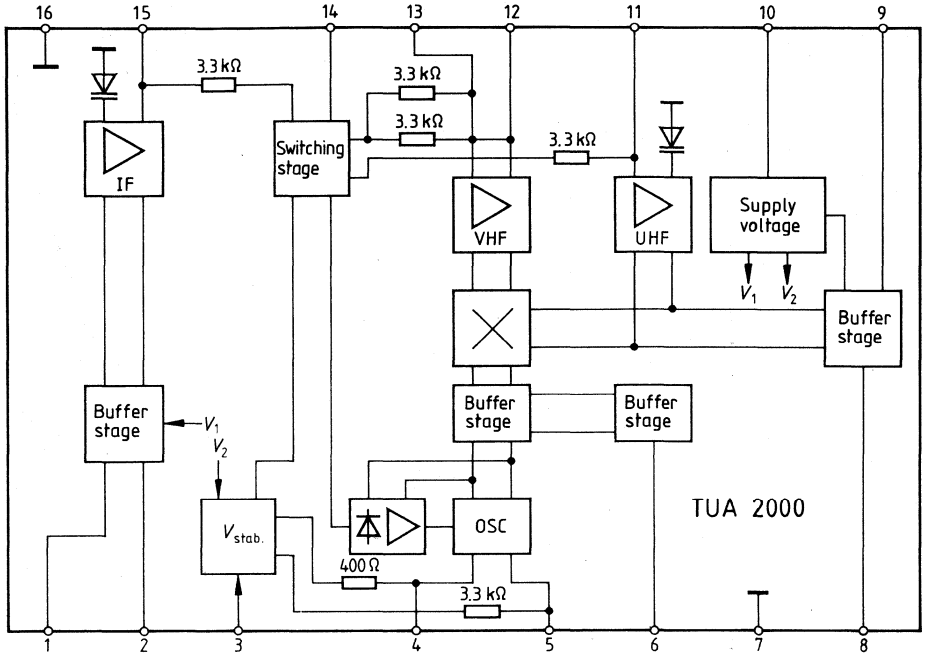 16 15 14 13 12 11 10 9
3.3 kΩ
3.3 kΩ
3.3 kΩ
3.3 kΩ
Switching
stage
IF
VHF
UHF
Supply
voltage
V1 V2
Buffer
stage
Buffer
stage
V1
V2
Buffer
stage
Buffer
stage
Vstab.
OSC
TUA 2000
400 Ω
3.3 kΩ
1 2 3 4 5 6 7 8